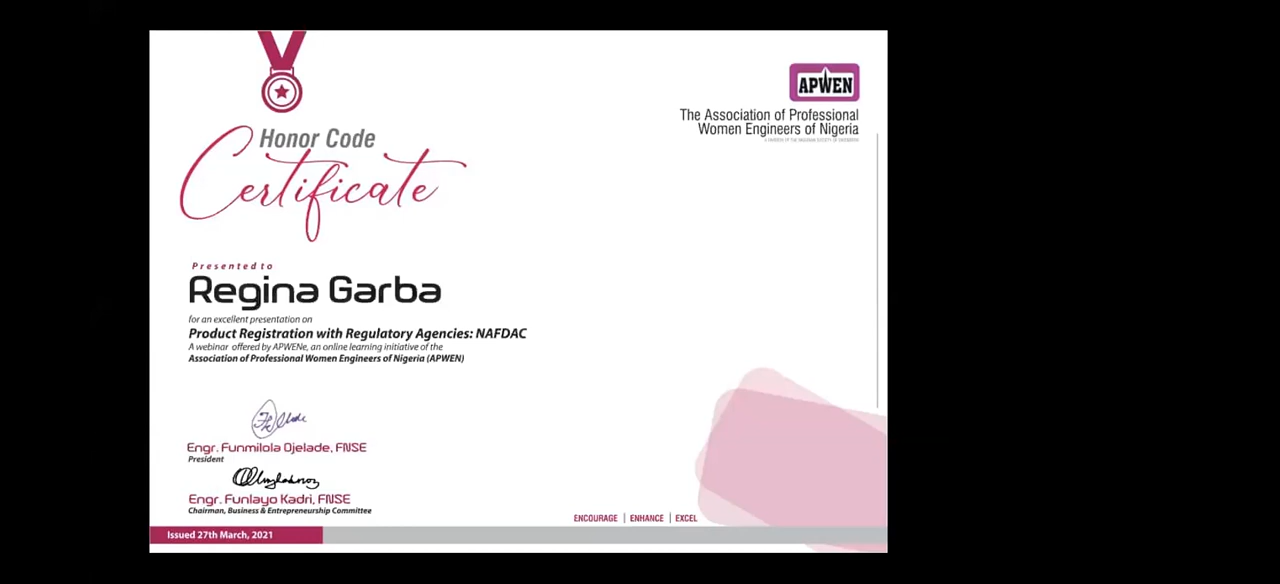 Honor Code
Certificate
APWEN
The Association of Professional
Women Engineers of Nigeria
Presented to
Regina Garba
for an excellent presentation on
Product Registration with Regulatory Agencies: NAFDAC
A webinar offered by APWENe, an online learning initiative of the
Association of Professional Women Engineers of Nigeria (APWEN)
Engr. Funmilola Ojelade, FNSE
President
Engr. Funlayo Kadri, FNSE
Chairman, Business & Entrepreneurship Committee
ENCOURAGE | ENHANCE | EXCEL
Issued 27th March, 2021